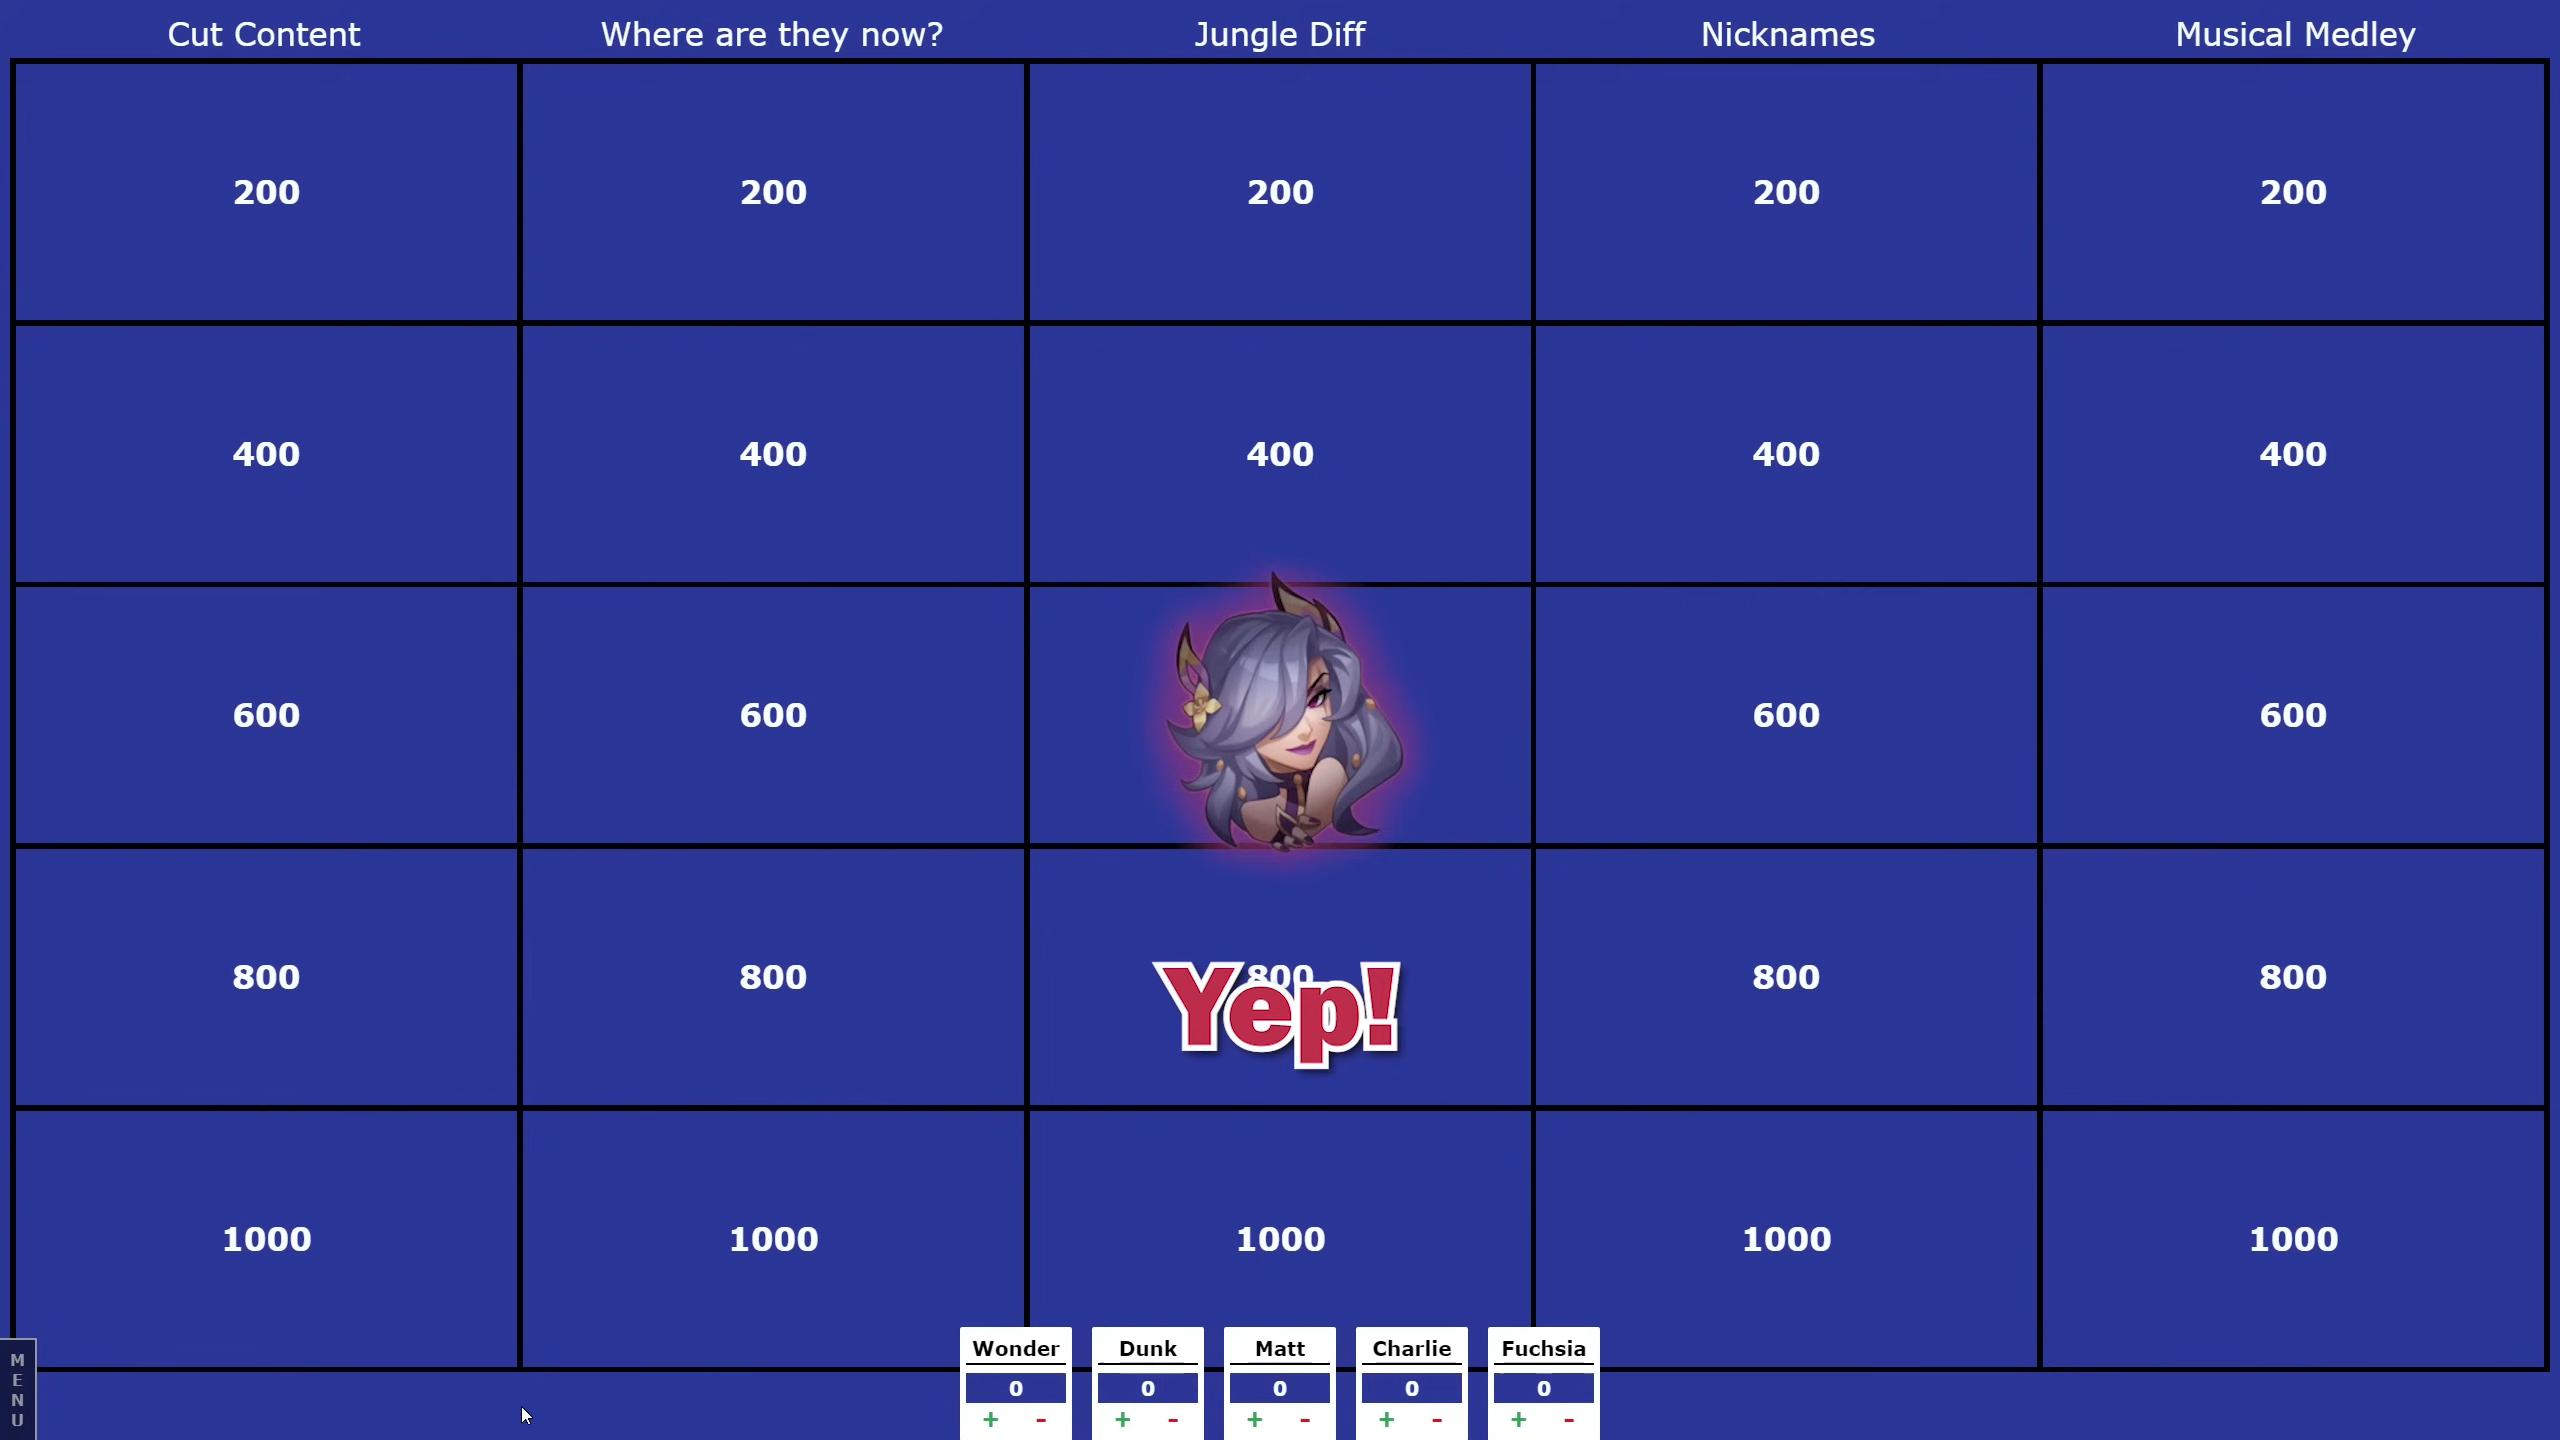 Cut Content Where are they now? Jungle Diff Nicknames Musical Medley
200 200 200 200 200
400 400 400 400 400
600 600 600 600
800 800 800 800 800
Yep!
1000 1000 1000 1000 1000
Wonder Dunk Matt Charlie Fuchsia
0 0 0 0 0
+ - + - + - + - + -
MENU